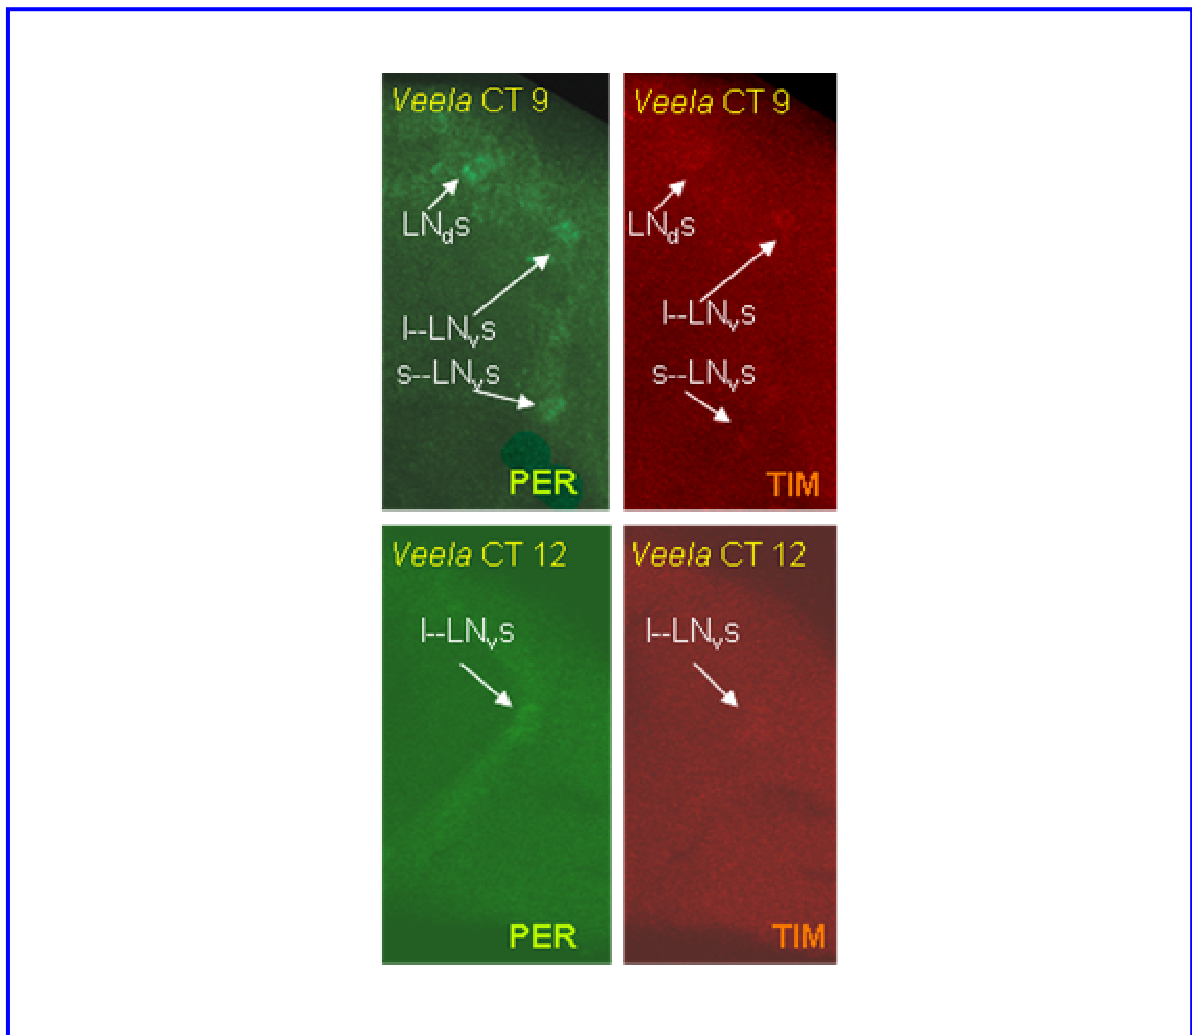 Veela CT 9
LNds
l--LNvs
s--LNvs
PER
Veela CT 9
LNds
l--LNvs
s--LNvs
TIM
Veela CT 12
l--LNvs
PER
Veela CT 12
l--LNvs
TIM